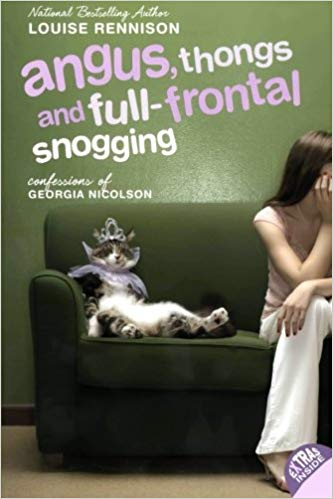 National Bestselling Author
LOUISE RENNISON
angus, thongs
and full-frontal
snogging
confessions of
GEORGIA NICOLSON
EXTRAS
INSIDE